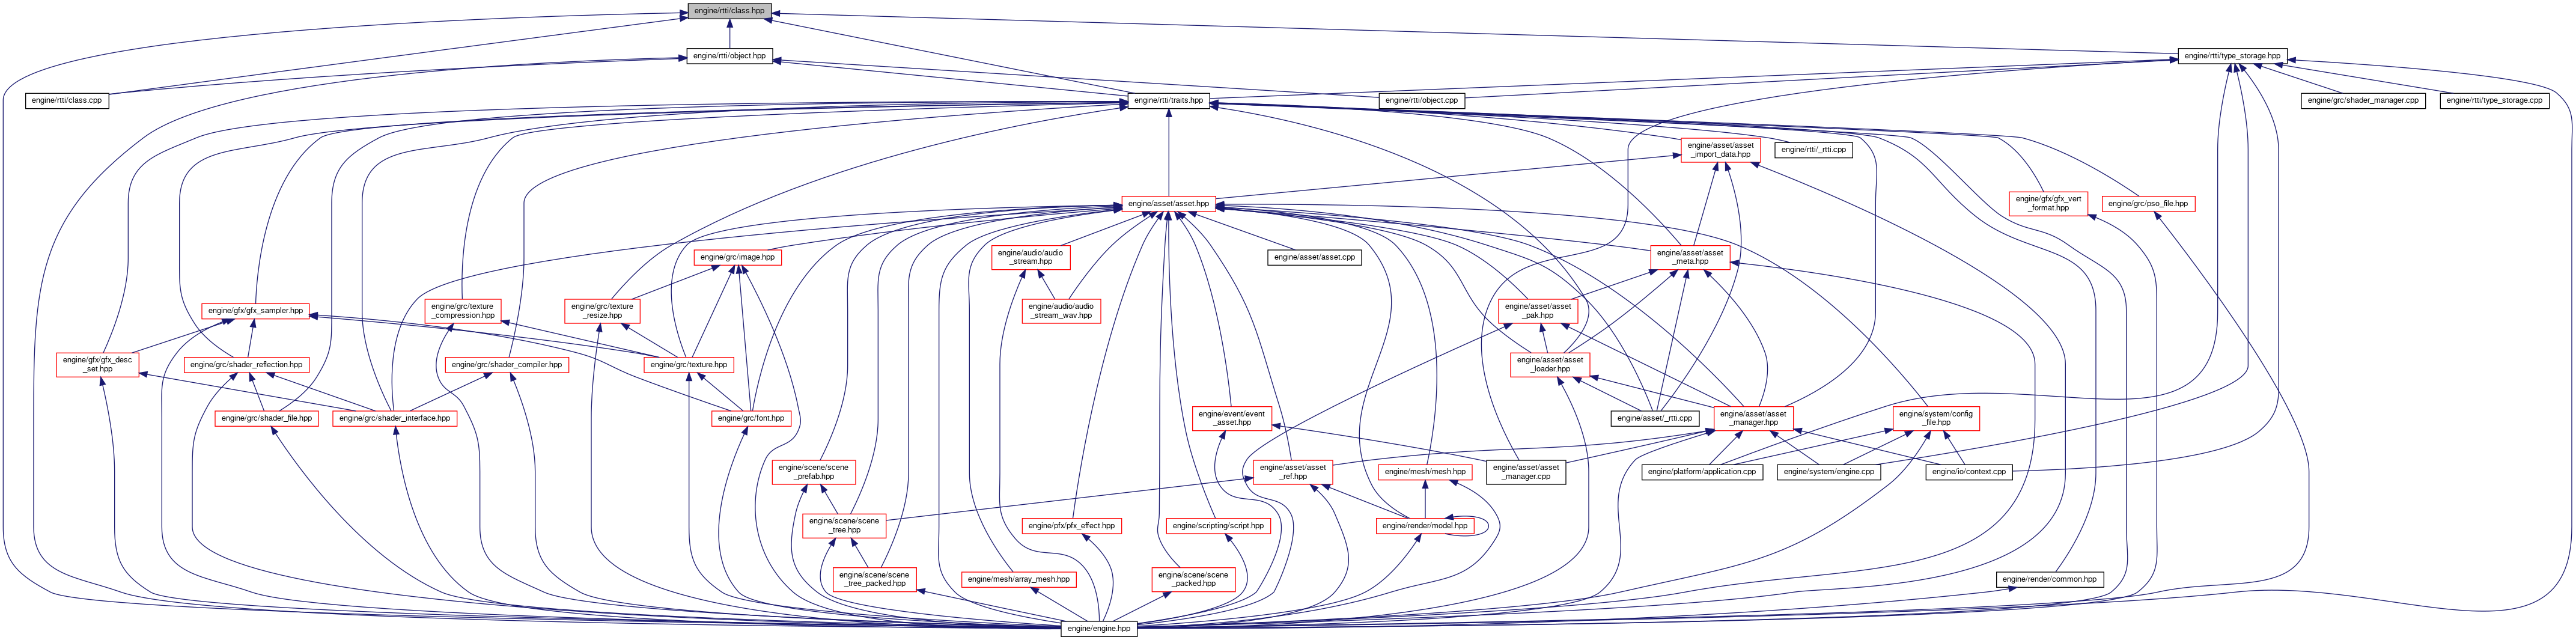 engine/rtti/class.hpp
engine/rtti/object.hpp
engine/rtti/type_storage.hpp
engine/rtti/class.cpp
engine/rtti/traits.hpp
engine/rtti/object.cpp
engine/grc/shader_manager.cpp
engine/rtti/type_storage.cpp
engine/asset/asset
_import_data.hpp
engine/rtti/_rtti.cpp
engine/asset/asset.hpp
engine/gfx/gfx_vert
_format.hpp
engine/grc/pso_file.hpp
engine/grc/image.hpp
engine/audio/audio
_stream.hpp
engine/asset/asset.cpp
engine/asset/asset
_meta.hpp
engine/gfx/gfx_sampler.hpp
engine/grc/texture
_compression.hpp
engine/grc/texture
_resize.hpp
engine/audio/audio
_stream_wav.hpp
engine/asset/asset
_pak.hpp
engine/gfx/gfx_desc
_set.hpp
engine/grc/shader_reflection.hpp
engine/grc/shader_compiler.hpp
engine/grc/texture.hpp
engine/asset/asset
_loader.hpp
engine/grc/shader_file.hpp
engine/grc/shader_interface.hpp
engine/grc/font.hpp
engine/event/event
_asset.hpp
engine/asset/_rtti.cpp
engine/asset/asset
_manager.hpp
engine/system/config
_file.hpp
engine/scene/scene
_prefab.hpp
engine/asset/asset
_ref.hpp
engine/mesh/mesh.hpp
engine/asset/asset
_manager.cpp
engine/platform/application.cpp
engine/system/engine.cpp
engine/io/context.cpp
engine/scene/scene
_tree.hpp
engine/pfx/pfx_effect.hpp
engine/scripting/script.hpp
engine/render/model.hpp
engine/scene/scene
_tree_packed.hpp
engine/mesh/array_mesh.hpp
engine/scene/scene
_packed.hpp
engine/render/common.hpp
engine/engine.hpp